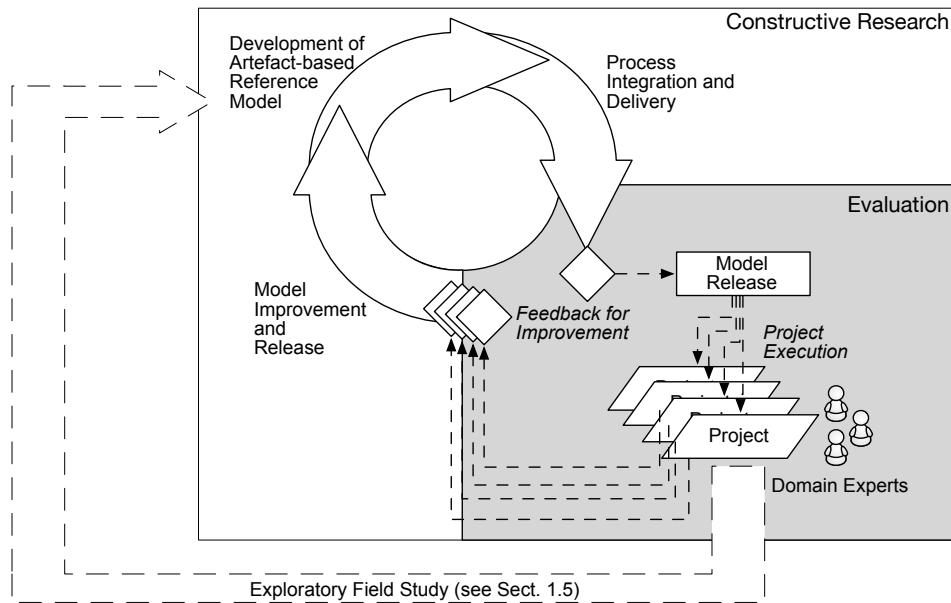 Constructive Research
Development of
Artefact-based
Reference
Model
Process
Integration and
Delivery
Evaluation
Model
Release
Model
Improvement
and
Release
Feedback for
Improvement
Project
Execution
Project
Domain Experts
Exploratory Field Study (see Sect. 1.5)